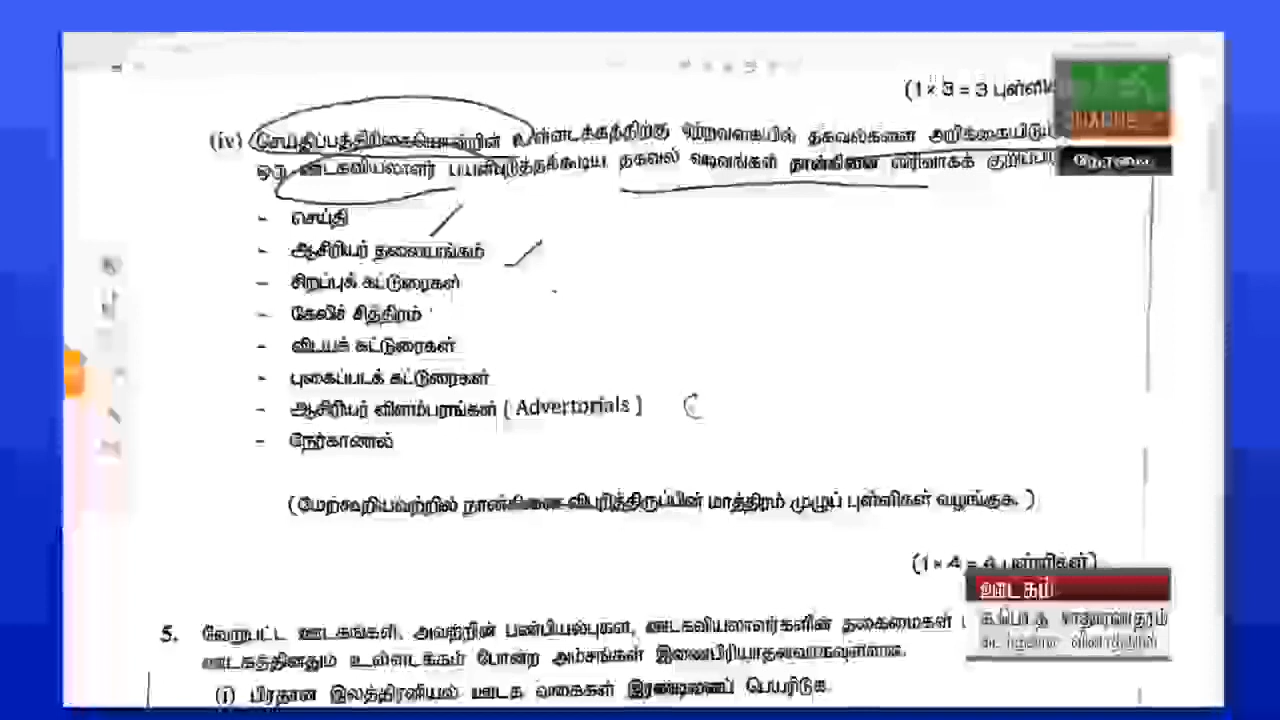 (1 × 3 = 3 புள்ளிக
(iv) செய்திப்பத்திரிகையொன்றின் உள்ளடக்கத்திற்கு ஏற்றவகையில் தகவல்களை அறிக்கையிடும்
ஒரு ஊடகவியலாளர் பயன்படுத்தக்கூடிய தகவல் வடிவங்கள் நான்கினை விரிவாகக்
- செய்தி
- ஆசிரியர் தலையங்கம்
- சிறப்புக் கட்டுரைகள்
- கேலிச் சித்திரம்
- விடயக் கட்டுரைகள்
- புகைப்படக் கட்டுரைகள்
- ஆசிரியர் விளம்பரங்கள் ( Advertorials )
- நேர்காணல்
(மேற்கூறியவற்றில் நான்கினை விபரித்திருப்பின் மாத்திரம் முழுப் புள்ளிகள் வழங்குக. )
(1 × 4 = 4 புள்ளிகள்)
ஊடகம்
5. வேறுபட்ட ஊடகங்கள், அவற்றின் பண்பியல்புகள், ஊடகவியலாளர்களின் தகைமைகள்
ஊடகத்தினதும் உள்ளடக்கம் போன்ற அம்சங்கள் இணைபிரியாதனவாகவுள்ளன.
(i) பிரதான இலத்திரனியல் ஊடக வகைகள் இரண்டினைப் பெயரிடுக.